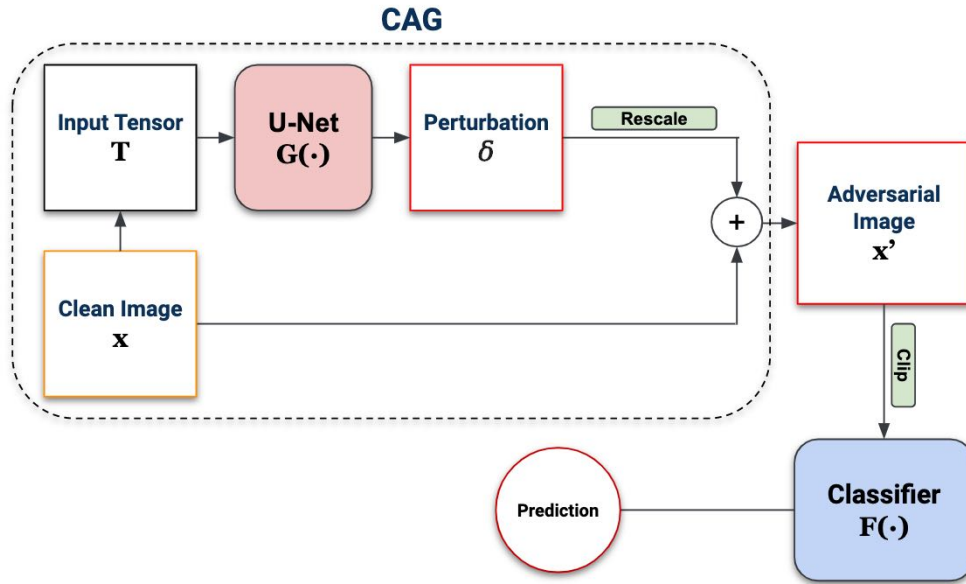 CAG
Input Tensor
T
U-Net
G(·)
Perturbation
δ
Rescale
+
Adversarial
Image
x’
Clean Image
x
Clip
Classifier
F(·)
Prediction